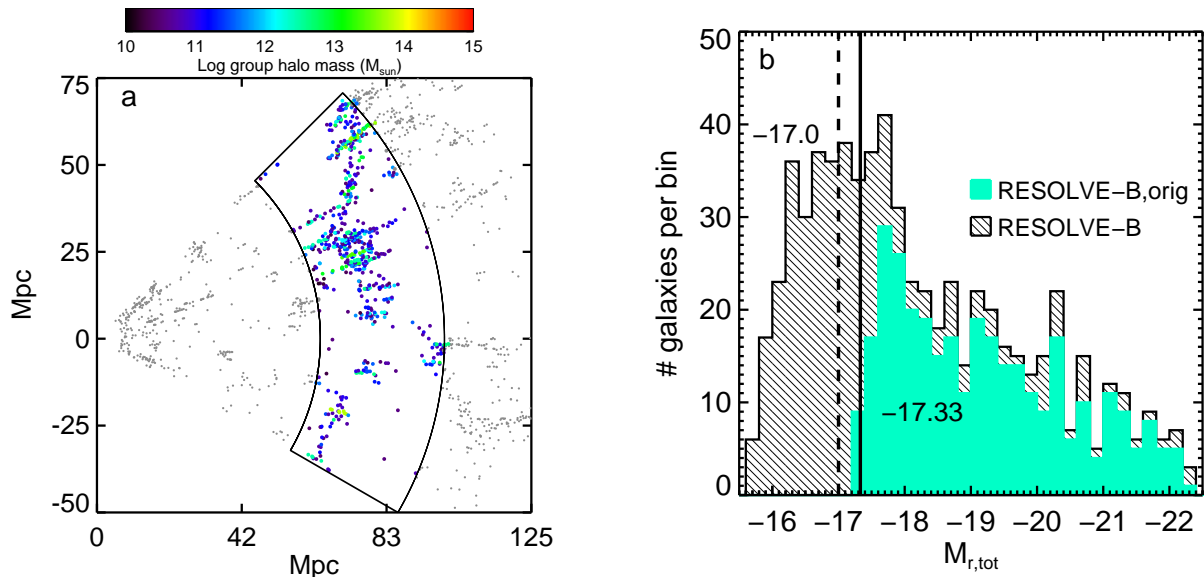 10 11 12 13 14 15
Log group halo mass (M_sun)
a
75
50
25
0
-25
-50
Mpc
0 42 83 125
Mpc
b
50
40
30
20
10
0
# galaxies per bin
−17.0
−17.33
RESOLVE−B,orig
RESOLVE−B
−16 −17 −18 −19 −20 −21 −22
M_r,tot